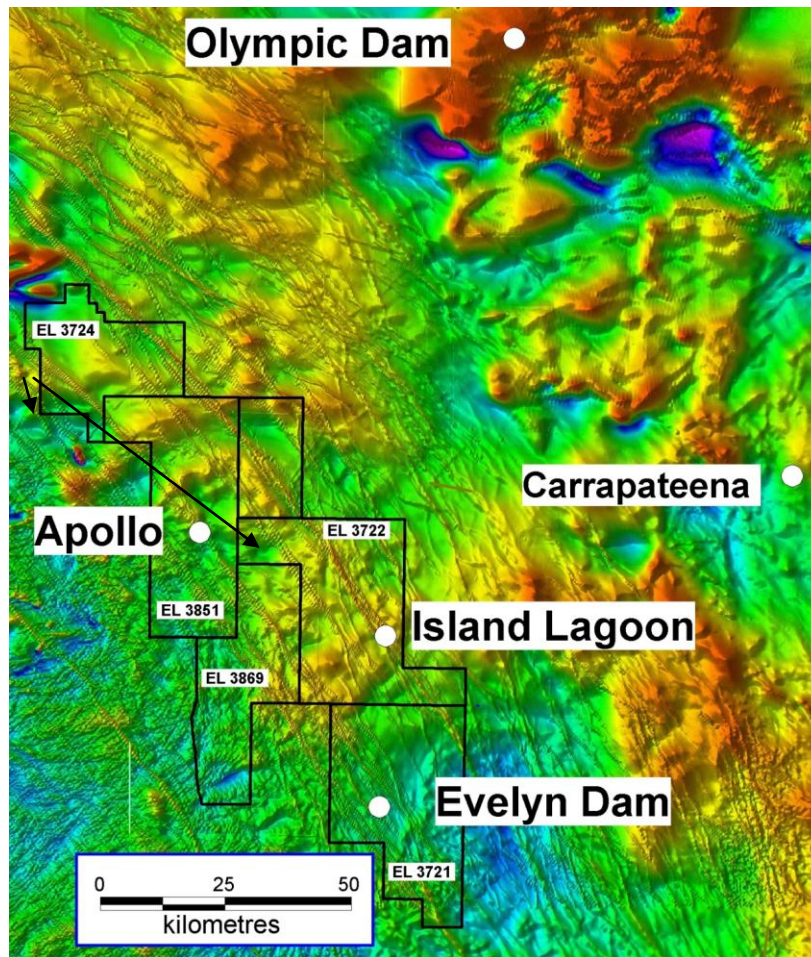 Olympic Dam
EL 3724
Carrapateena
Apollo
EL 3722
EL 3851
Island Lagoon
EL 3869
Evelyn Dam
EL 3721
0 25 50
kilometres